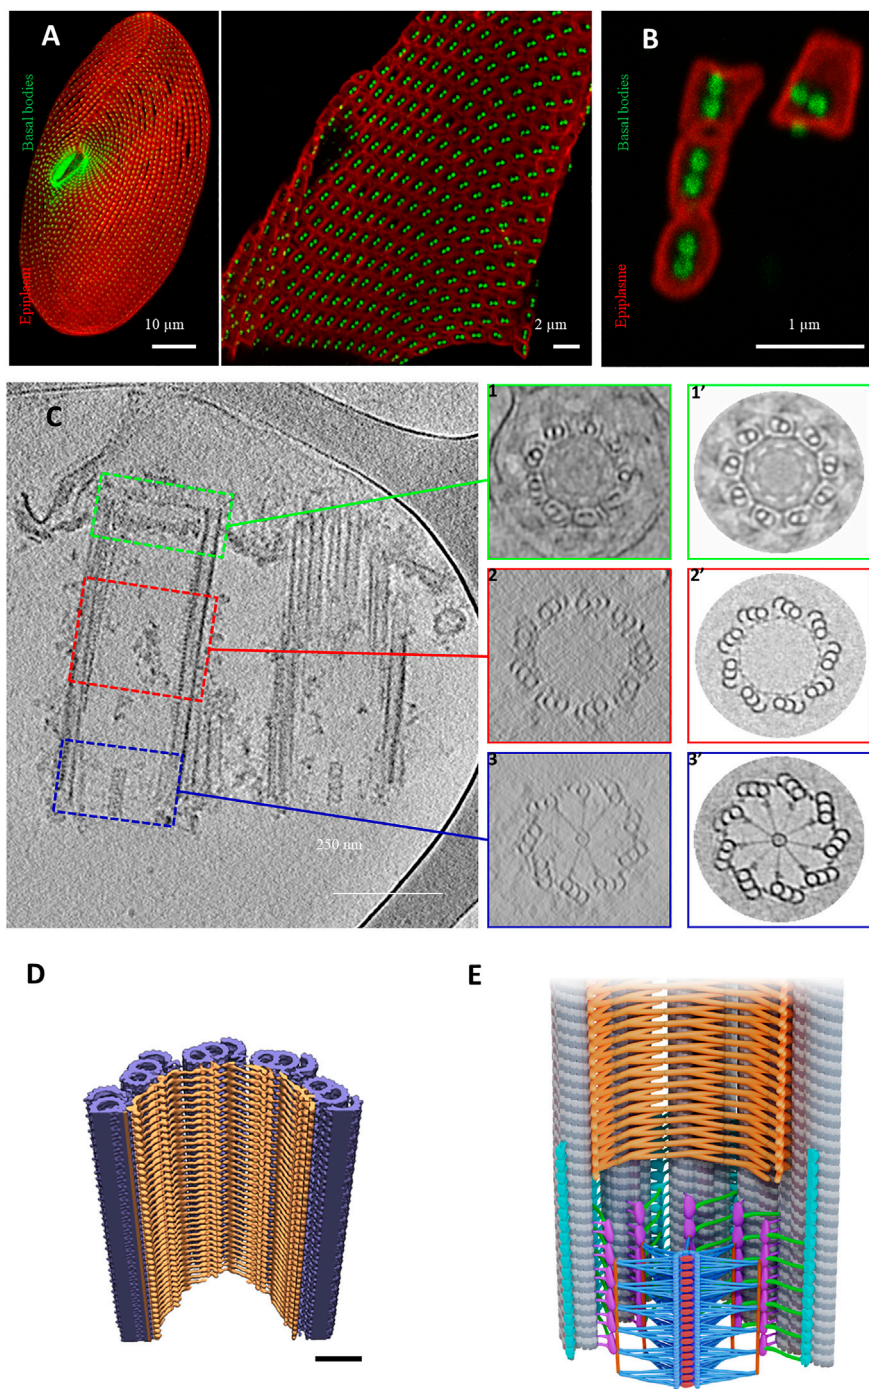 A
Basal bodies
Epiplasm
10 µm
2 µm
B
Basal bodies
Epiplasme
1 µm
C
250 nm
1
1’
2
2’
3
3’
D
E